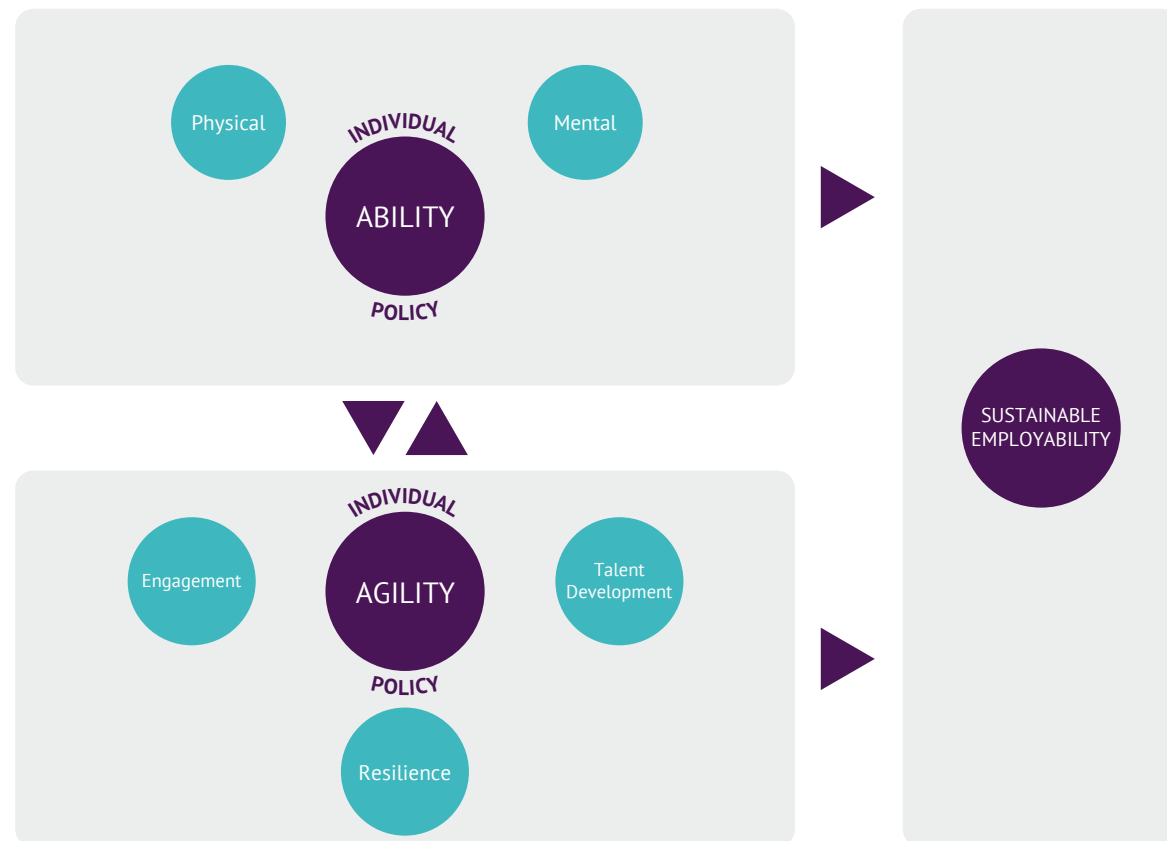 Physical
Mental
INDIVIDUAL
ABILITY
POLICY
SUSTAINABLE
EMPLOYABILITY
INDIVIDUAL
Engagement
AGILITY
Talent
Development
POLICY
Resilience